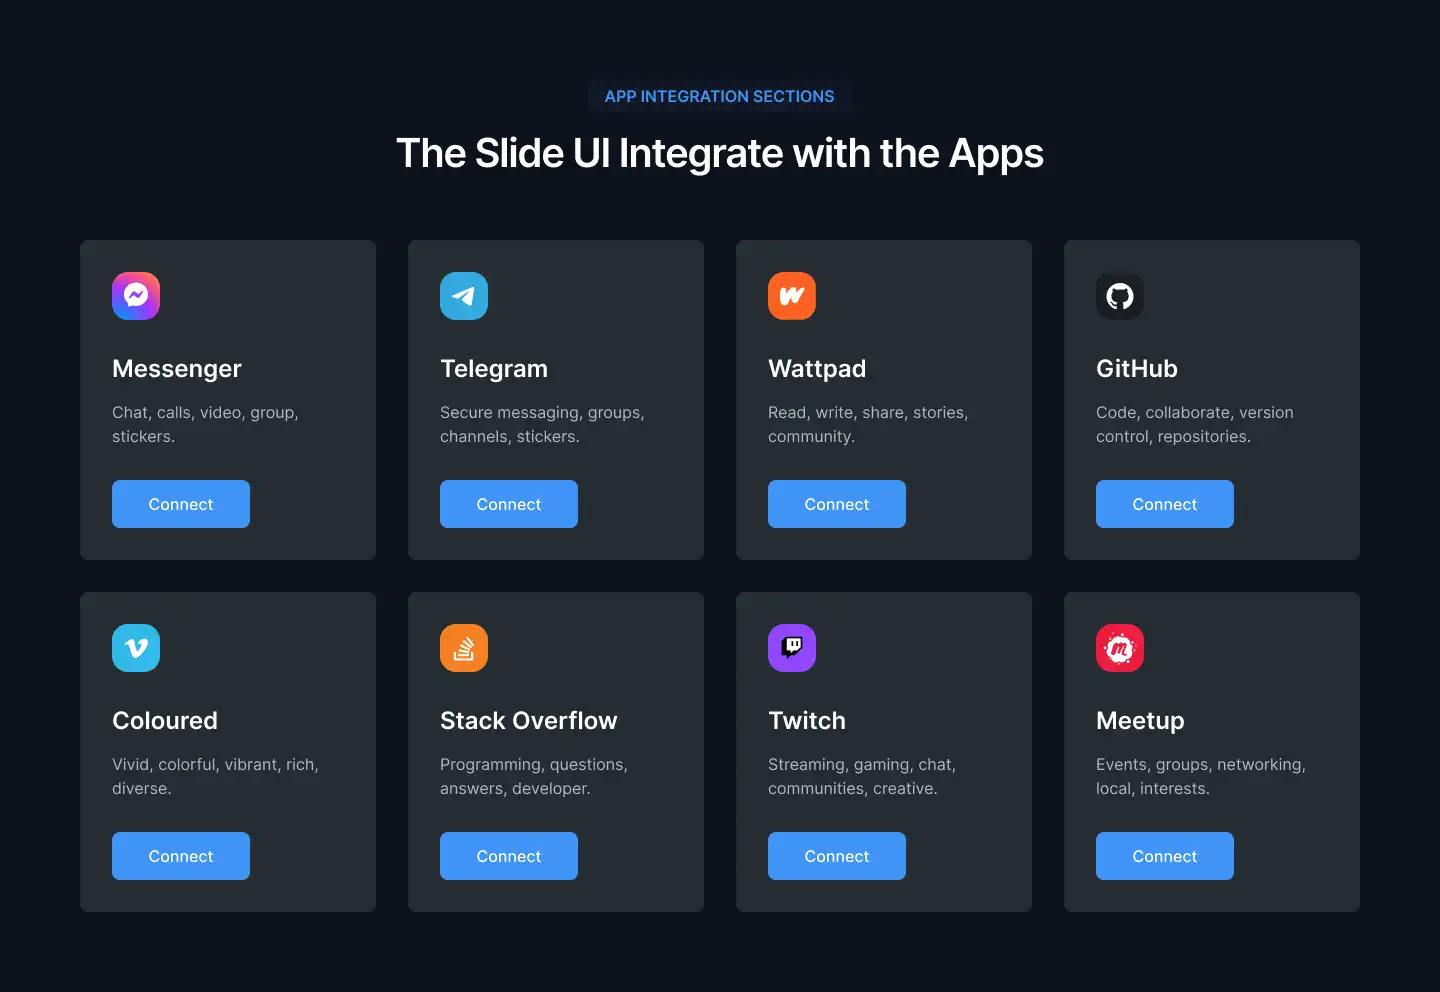 APP INTEGRATION SECTIONS
The Slide UI Integrate with the Apps
Messenger
Chat, calls, video, group,
stickers.
Connect
Telegram
Secure messaging, groups,
channels, stickers.
Connect
Wattpad
Read, write, share, stories,
community.
Connect
GitHub
Code, collaborate, version
control, repositories.
Connect
Coloured
Vivid, colorful, vibrant, rich,
diverse.
Connect
Stack Overflow
Programming, questions,
answers, developer.
Connect
Twitch
Streaming, gaming, chat,
communities, creative.
Connect
Meetup
Events, groups, networking,
local, interests.
Connect